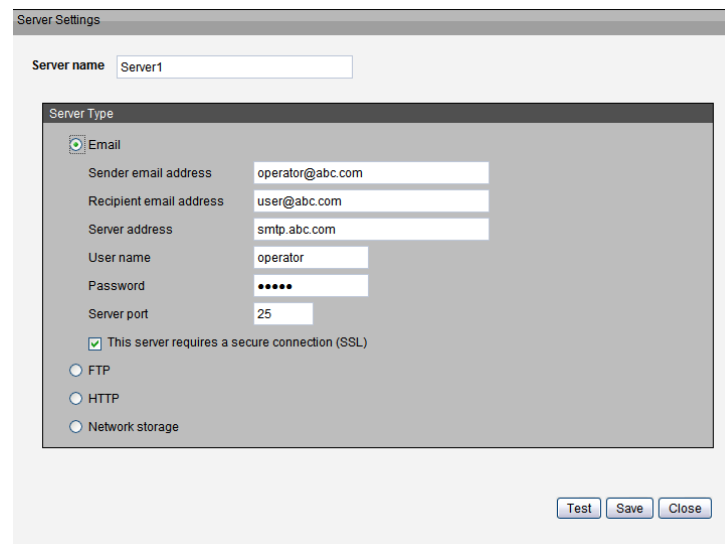 Server Settings
Server name Server1
Server Type
Email
Sender email address operator@abc.com
Recipient email address user@abc.com
Server address smtp.abc.com
User name operator
Password •••••
Server port 25
This server requires a secure connection (SSL)
FTP
HTTP
Network storage
Test Save Close